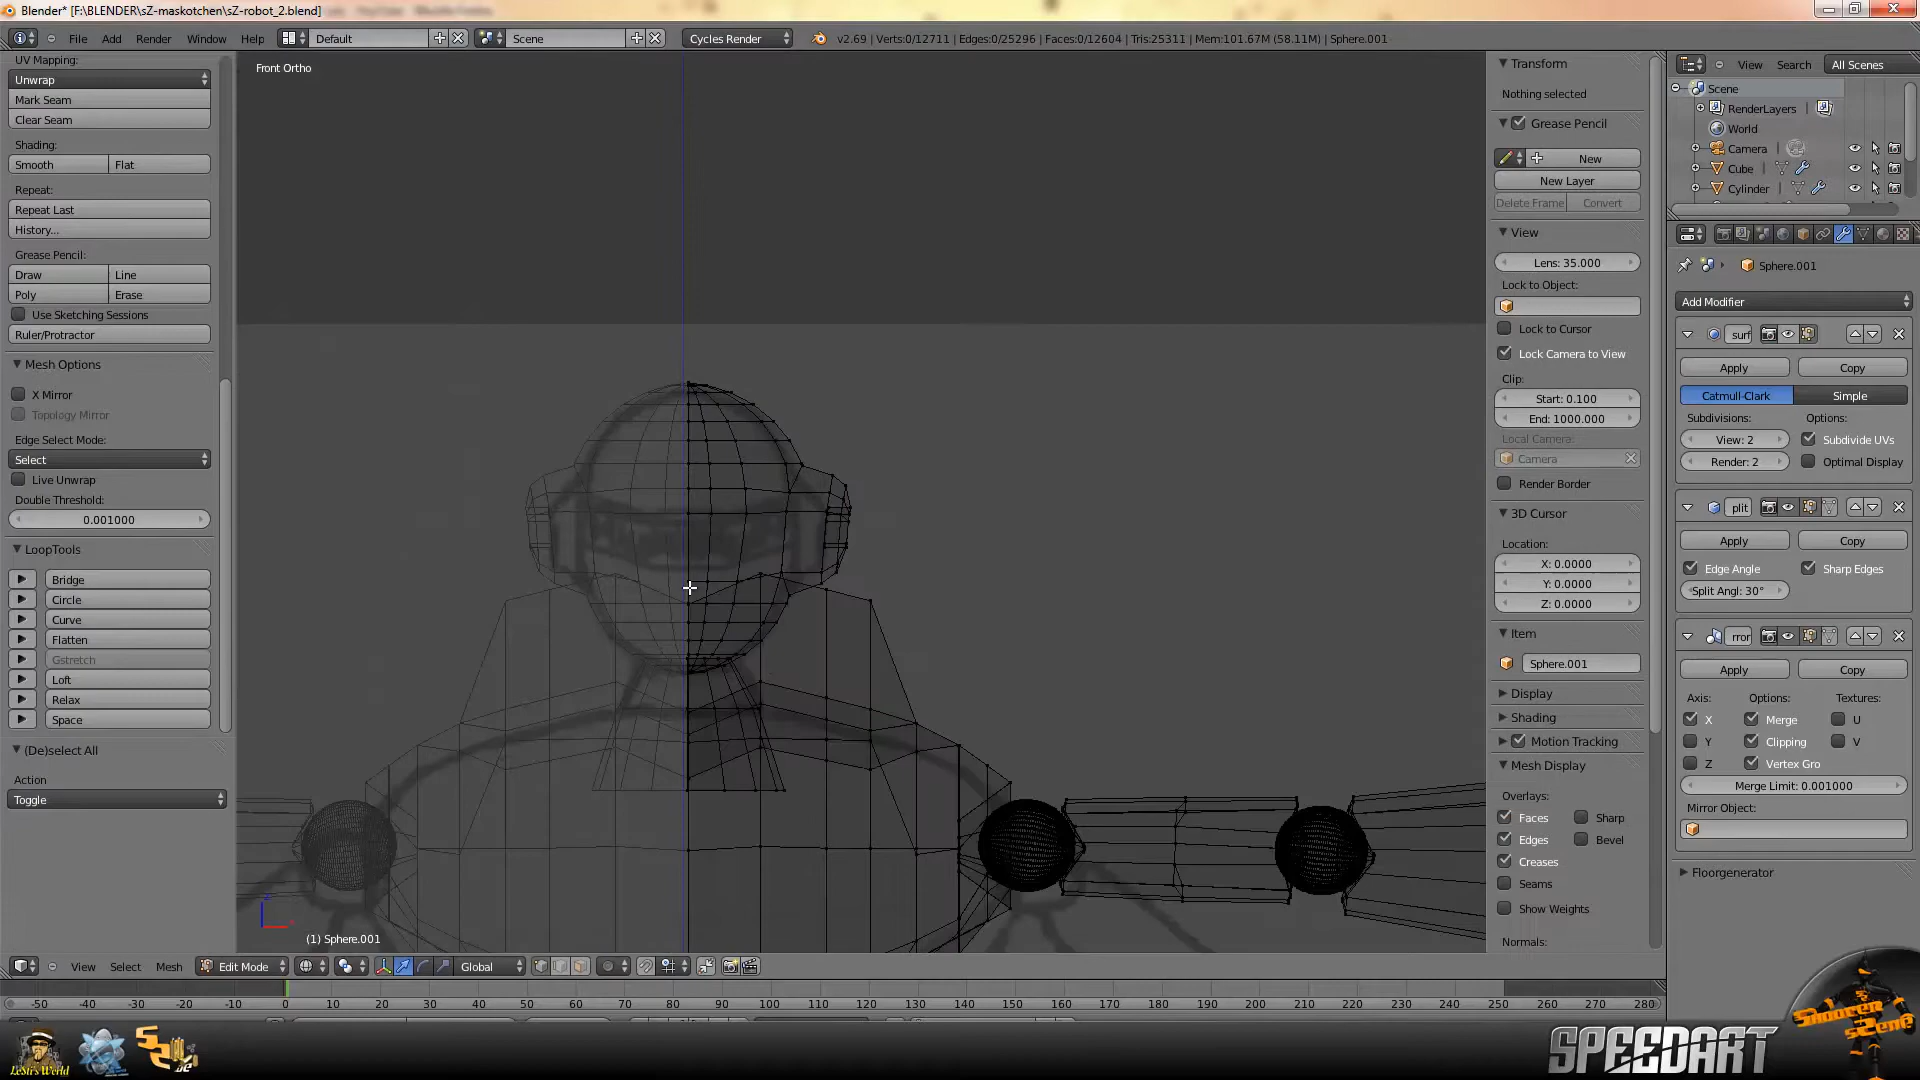 Blender* [F:\BLENDER\sZ-maskotchen\sZ-robot_2.blend]
File Add Render Window Help Default Scene Cycles Render v2.69 | Verts:0/12711 | Edges:0/25296 | Faces:0/12604 | Tris:25311 | Mem:101.67M (58.11M) | Sphere.001
UV Mapping:
Unwrap
Mark Seam
Clear Seam
Shading:
Smooth Flat
Repeat:
Repeat Last
History...
Grease Pencil:
Draw Line
Poly Erase
Use Sketching Sessions
Ruler/Protractor
Mesh Options
X Mirror
Topology Mirror
Edge Select Mode:
Select
Live Unwrap
Double Threshold:
0.001000
LoopTools
Bridge
Circle
Curve
Flatten
Gstretch
Loft
Relax
Space
(De)select All
Action
Toggle
Front Ortho
(1) Sphere.001
Transform
Nothing selected
Grease Pencil
New
New Layer
Delete Frame Convert
View
Lens: 35.000
Lock to Object:
Lock to Cursor
Lock Camera to View
Clip:
Start: 0.100
End: 1000.000
Local Camera:
Camera
Render Border
3D Cursor
Location:
X: 0.0000
Y: 0.0000
Z: 0.0000
Item
Sphere.001
Display
Shading
Motion Tracking
Mesh Display
Overlays:
Faces Sharp
Edges Bevel
Creases
Seams
Show Weights
Normals:
View Search All Scenes
Scene
RenderLayers |
World
Camera
Cube
Cylinder
Sphere.001
Add Modifier
surf
Apply Copy
Catmull-Clark Simple
Subdivisions: Options:
View: 2 Subdivide UVs
Render: 2 Optimal Display
plit
Apply Copy
Edge Angle Sharp Edges
Split Angl: 30°
rror
Apply Copy
Axis: Options: Textures:
X Merge U
Y Clipping V
Z Vertex Gro
Merge Limit: 0.001000
Mirror Object:
Floorgenerator
View Select Mesh Edit Mode Global
-50 -40 -30 -20 -10 0 10 20 30 40 50 60 70 80 90 100 110 120 130 140 150 160 170 180 190 200 210 220 230 240 250 260 270 280
LeSti's World
SPEEDART